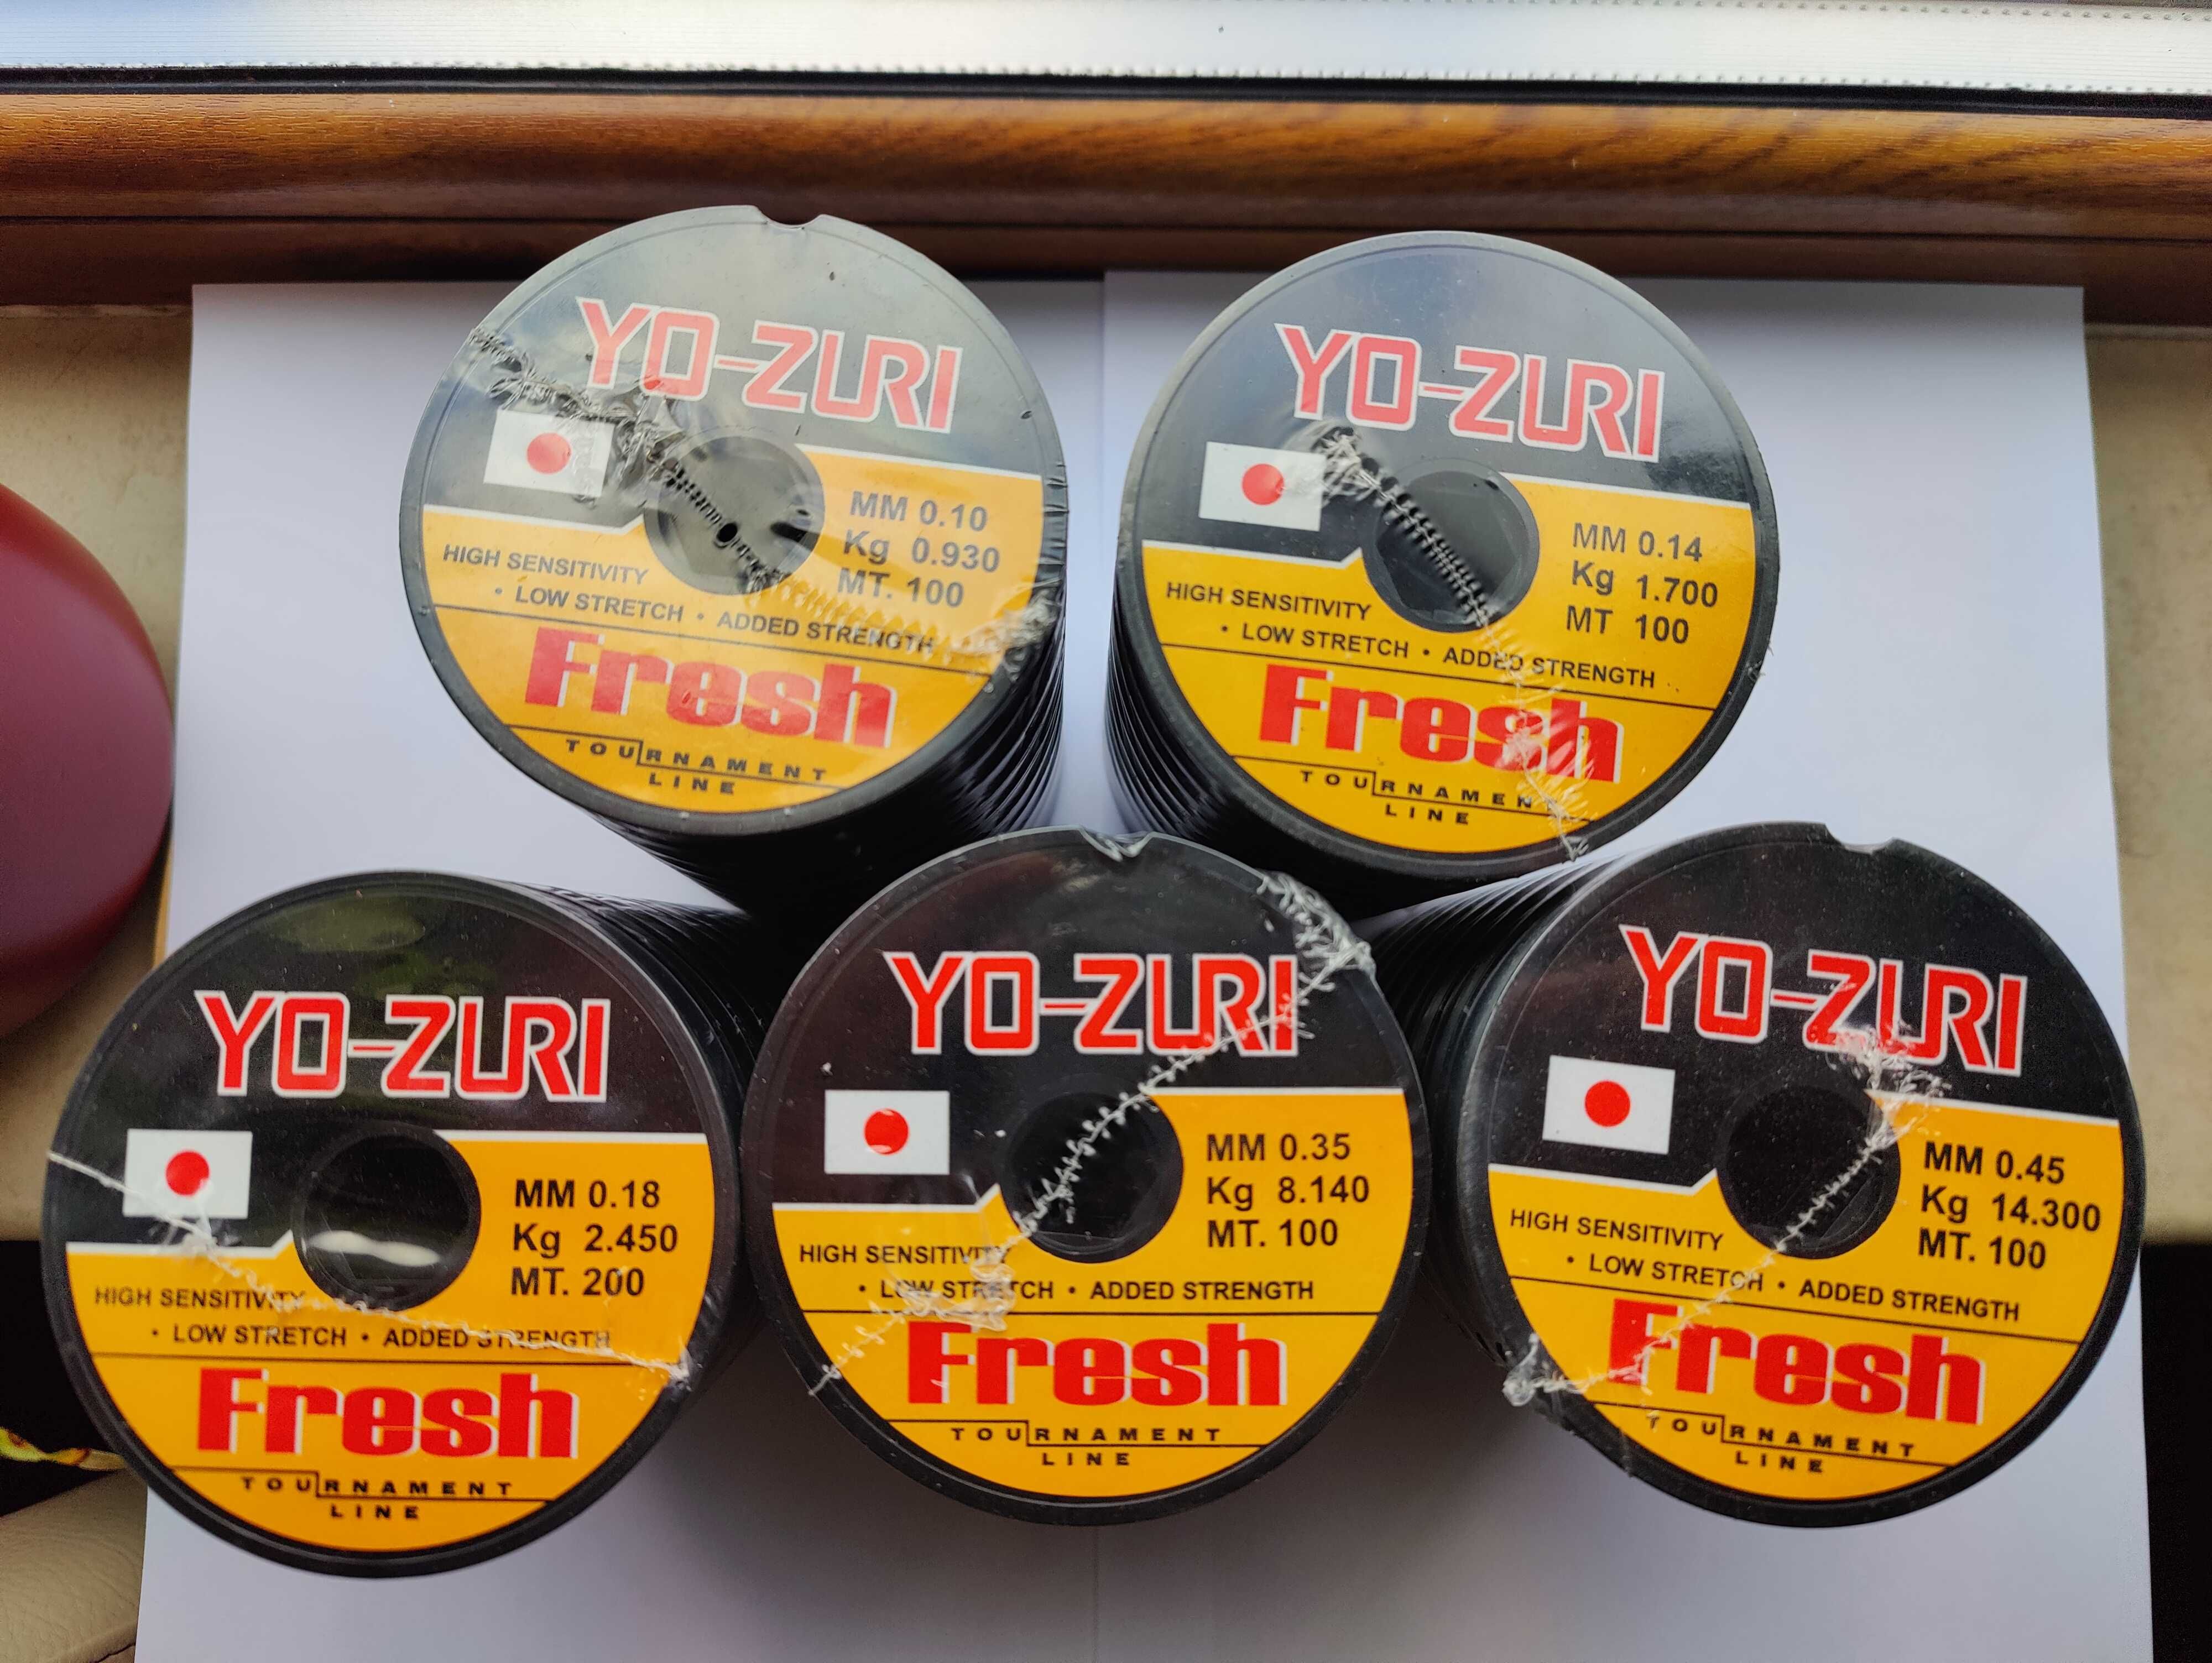 YO-ZURI
MM 0.10
Kg 0.930
MT. 100
HIGH SENSITIVITY
• LOW STRETCH • ADDED STRENGTH
Fresh
TOURNAMENT
LINE
YO-ZURI
MM 0.14
Kg 1.700
MT 100
HIGH SENSITIVITY
• LOW STRETCH • ADDED STRENGTH
Fresh
TOURNAMENT
LINE
YO-ZURI
MM 0.18
Kg 2.450
MT. 200
HIGH SENSITIVITY
• LOW STRETCH • ADDED STRENGTH
Fresh
TOURNAMENT
LINE
YO-ZURI
MM 0.35
Kg 8.140
MT. 100
HIGH SENSITIVITY
• LOW STRETCH • ADDED STRENGTH
Fresh
TOURNAMENT
LINE
YO-ZURI
MM 0.45
Kg 14.300
MT. 100
HIGH SENSITIVITY
• LOW STRETCH • ADDED STRENGTH
Fresh
TOURNAMENT
LINE